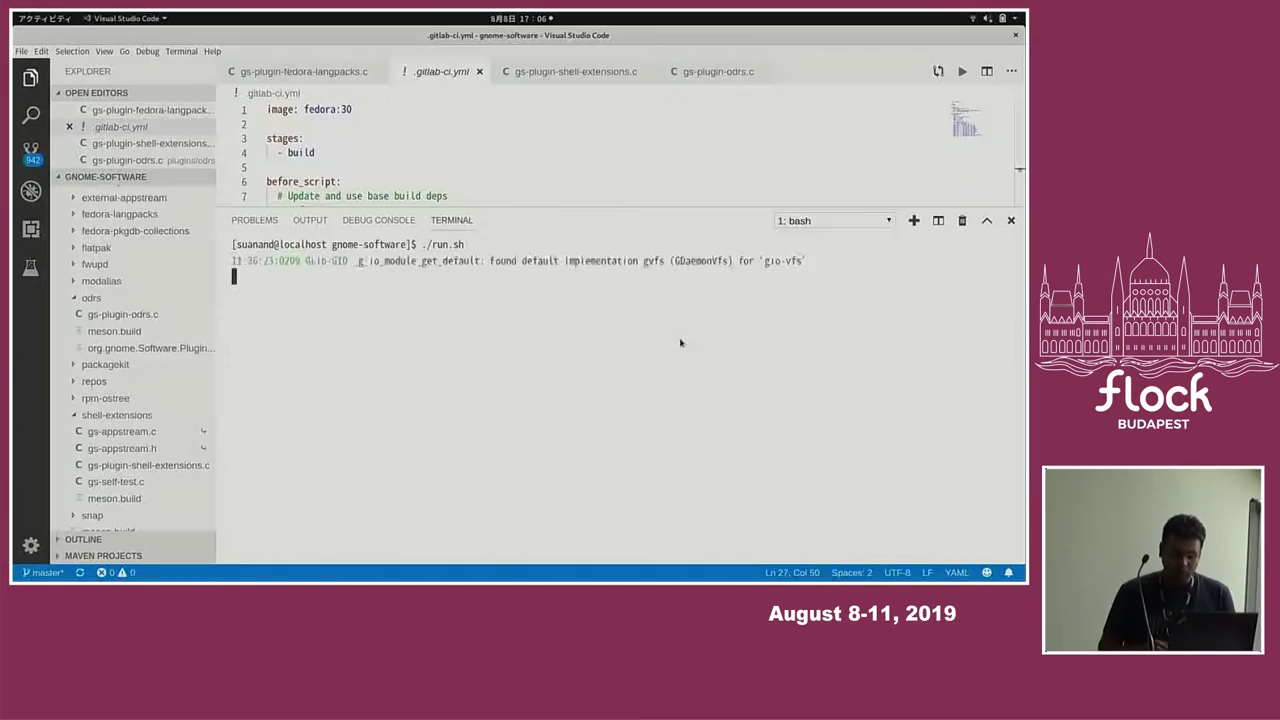 アクティビティ
Visual Studio Code
8月8日 17:06
.gitlab-ci.yml - gnome-software - Visual Studio Code
File Edit Selection View Go Debug Terminal Help
EXPLORER
gs-plugin-fedora-langpacks.c
.gitlab-ci.yml
gs-plugin-shell-extensions.c
gs-plugin-odrs.c
OPEN EDITORS
gs-plugin-fedora-langpack...
.gitlab-ci.yml
gs-plugin-shell-extensions...
gs-plugin-odrs.c plugins/odrs
942
GNOME-SOFTWARE
external-appstream
fedora-langpacks
fedora-pkgdb-collections
flatpak
fwupd
modalias
odrs
gs-plugin-odrs.c
meson.build
org.gnome.Software.Plugin...
packagekit
repos
rpm-ostree
shell-extensions
gs-appstream.c
gs-appstream.h
gs-plugin-shell-extensions.c
gs-self-test.c
meson.build
snap
OUTLINE
MAVEN PROJECTS
.gitlab-ci.yml
1 image: fedora:30
2
3 stages:
4 - build
5
6 before_script:
7 # Update and use base build deps
PROBLEMS OUTPUT DEBUG CONSOLE TERMINAL
1: bash
[suanand@localhost gnome-software]$ ./run.sh
GLib-GIO _g_io_module_get_default: Found default implementation gvfs (GDaemonVfs) for 'gio-vfs'
master* 0 0
Ln 27, Col 50 Spaces: 2 UTF-8 LF YAML
flock
BUDAPEST
August 8-11, 2019